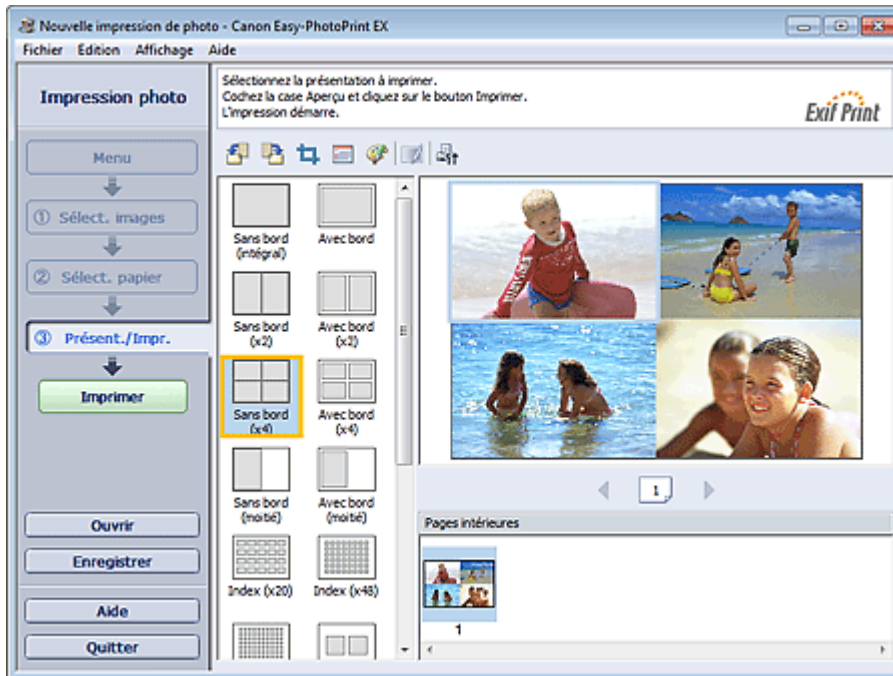 Nouvelle impression de photo - Canon Easy-PhotoPrint EX
Fichier Edition Affichage Aide
Impression photo
Sélectionnez la présentation à imprimer.
Cochez la case Aperçu et cliquez sur le bouton Imprimer.
L'impression démarre.
Exif Print
Menu
① Sélect. images
② Sélect. papier
③ Présent./Impr.
Imprimer
Ouvrir
Enregistrer
Aide
Quitter
Sans bord
(intégral)
Avec bord
Sans bord
(x2)
Avec bord
(x2)
Sans bord
(x4)
Avec bord
(x4)
Sans bord
(moitié)
Avec bord
(moitié)
Index (x20)
Index (x48)
1
Pages intérieures
1